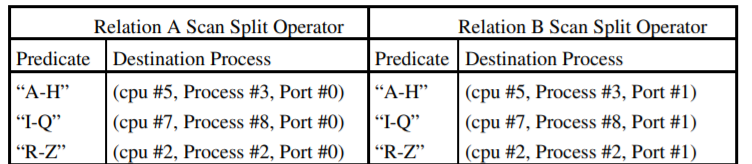 Relation A Scan Split Operator Relation B Scan Split Operator
Predicate Destination Process Predicate Destination Process
“A-H” (cpu #5, Process #3, Port #0) “A-H” (cpu #5, Process #3, Port #1)
“I-Q” (cpu #7, Process #8, Port #0) “I-Q” (cpu #7, Process #8, Port #1)
“R-Z” (cpu #2, Process #2, Port #0) “R-Z” (cpu #2, Process #2, Port #1)